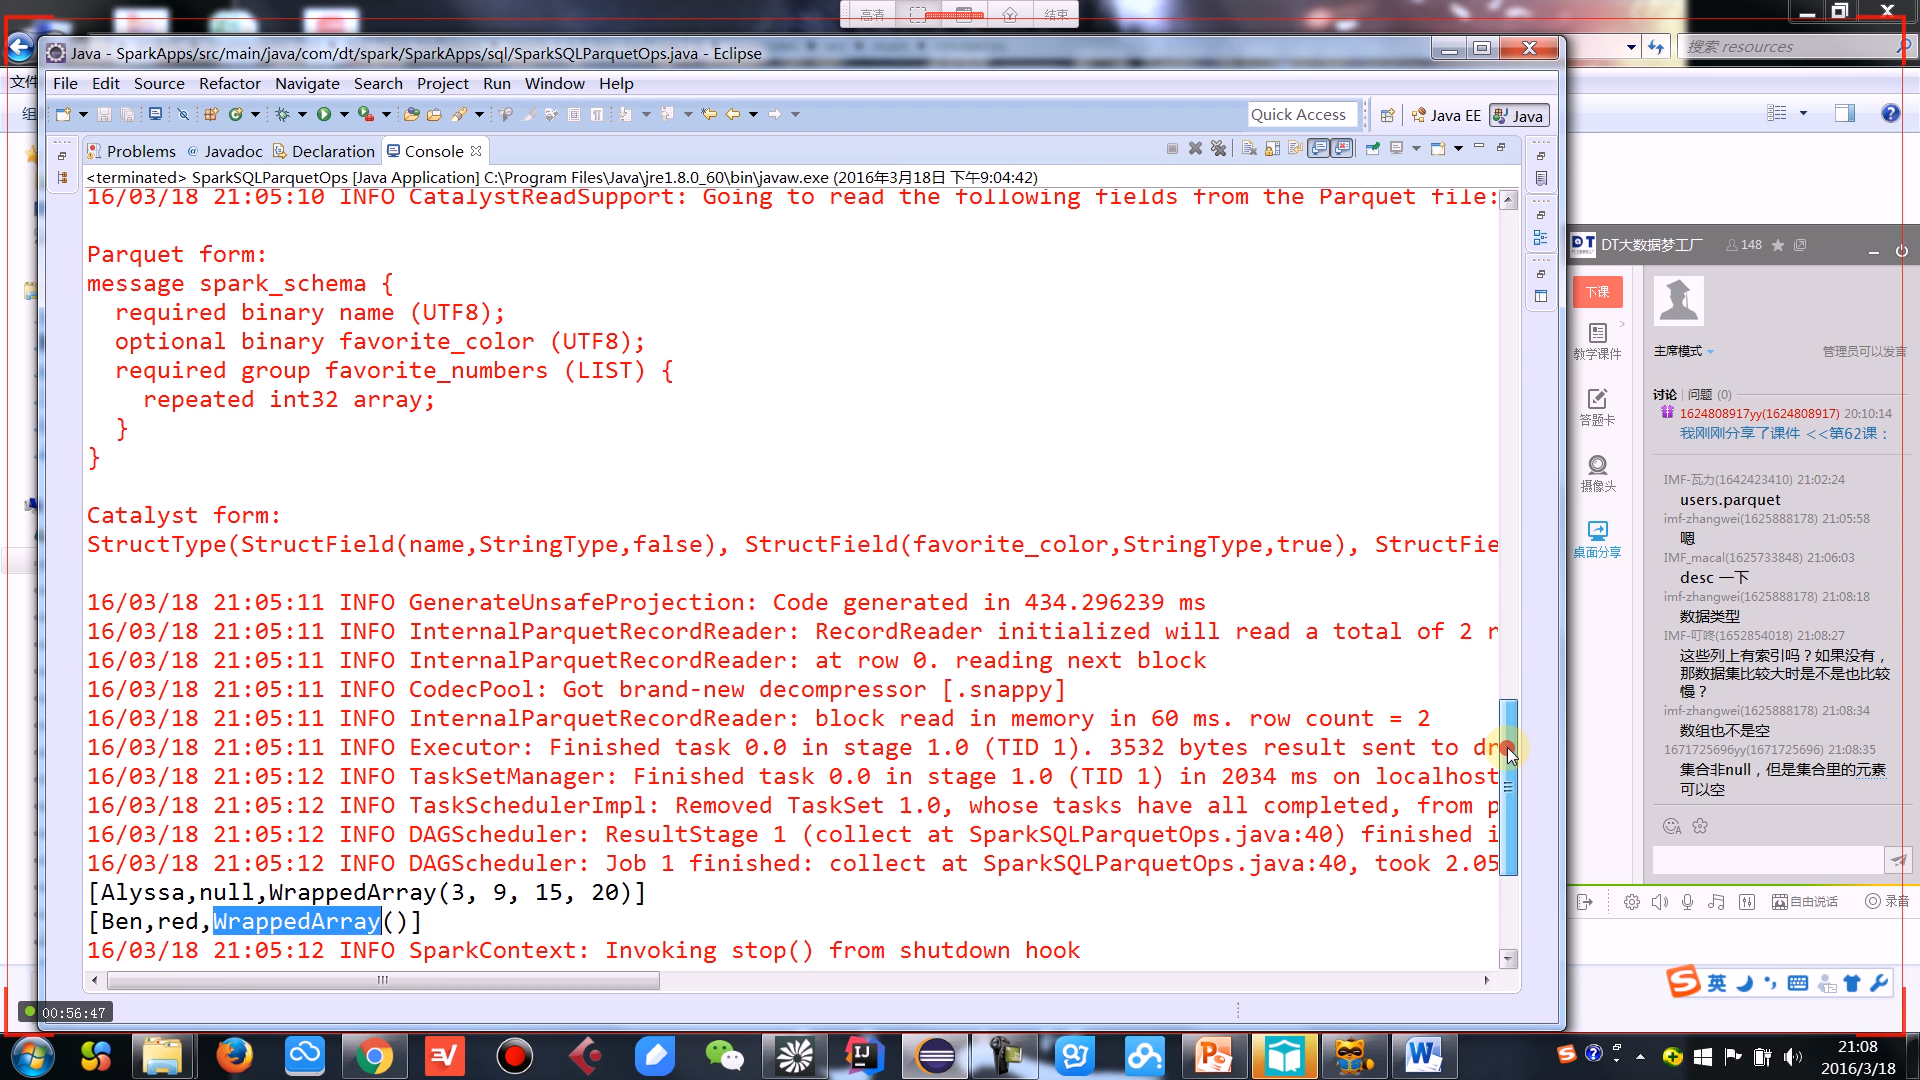 高清
结束
Java - SparkApps/src/main/java/com/dt/spark/SparkApps/sql/SparkSQLParquetOps.java - Eclipse
搜索 resources
File Edit Source Refactor Navigate Search Project Run Window Help
文件
组
Quick Access
Java EE
Java
Problems
Javadoc
Declaration
Console
<terminated> SparkSQLParquetOps [Java Application] C:\Program Files\Java\jre1.8.0_60\bin\javaw.exe (2016年3月18日 下午9:04:42)
16/03/18 21:05:10 INFO CatalystReadSupport: Going to read the following fields from the Parquet file:
Parquet form:
message spark_schema {
required binary name (UTF8);
optional binary favorite_color (UTF8);
required group favorite_numbers (LIST) {
repeated int32 array;
}
}
Catalyst form:
StructType(StructField(name,StringType,false), StructField(favorite_color,StringType,true), StructFie
16/03/18 21:05:11 INFO GenerateUnsafeProjection: Code generated in 434.296239 ms
16/03/18 21:05:11 INFO InternalParquetRecordReader: RecordReader initialized will read a total of 2 r
16/03/18 21:05:11 INFO InternalParquetRecordReader: at row 0. reading next block
16/03/18 21:05:11 INFO CodecPool: Got brand-new decompressor [.snappy]
16/03/18 21:05:11 INFO InternalParquetRecordReader: block read in memory in 60 ms. row count = 2
16/03/18 21:05:11 INFO Executor: Finished task 0.0 in stage 1.0 (TID 1). 3532 bytes result sent to dr
16/03/18 21:05:12 INFO TaskSetManager: Finished task 0.0 in stage 1.0 (TID 1) in 2034 ms on localhost
16/03/18 21:05:12 INFO TaskSchedulerImpl: Removed TaskSet 1.0, whose tasks have all completed, from p
16/03/18 21:05:12 INFO DAGScheduler: ResultStage 1 (collect at SparkSQLParquetOps.java:40) finished i
16/03/18 21:05:12 INFO DAGScheduler: Job 1 finished: collect at SparkSQLParquetOps.java:40, took 2.05
[Alyssa,null,WrappedArray(3, 9, 15, 20)]
[Ben,red,WrappedArray()]
16/03/18 21:05:12 INFO SparkContext: Invoking stop() from shutdown hook
00:56:47
DT大数据梦工厂 148
下课
教学课件
答题卡
摄像头
桌面分享
主席模式
管理员可以发言
讨论 问题 (0)
1624808917yy(1624808917) 20:10:14
我刚刚分享了课件 <<第62课：
IMF-瓦力(1642423410) 21:02:24
users.parquet
imf-zhangwei(1625888178) 21:05:58
嗯
IMF_macal(1625733848) 21:06:03
desc 一下
imf-zhangwei(1625888178) 21:08:18
数据类型
IMF-叮咚(1652854018) 21:08:27
这些列上有索引吗？如果没有，
那数据集比较大时是不是也比较
慢？
imf-zhangwei(1625888178) 21:08:34
数组也不是空
1671725696yy(1671725696) 21:08:35
集合非null，但是集合里的元素
可以空
自由说话
录音
英
21:08
2016/3/18